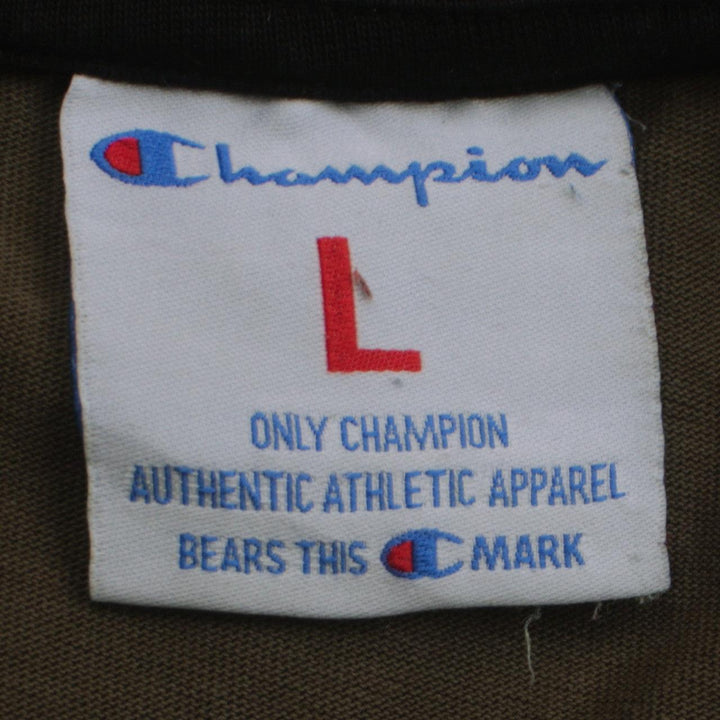 Champion
L
ONLY CHAMPION
AUTHENTIC ATHLETIC APPAREL
BEARS THIS C MARK